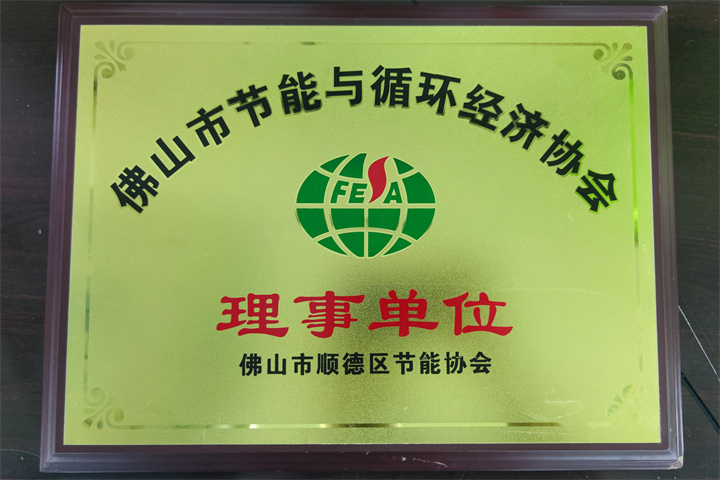 佛山市节能与循环经济协会
FESA
理事单位
佛山市顺德区节能协会